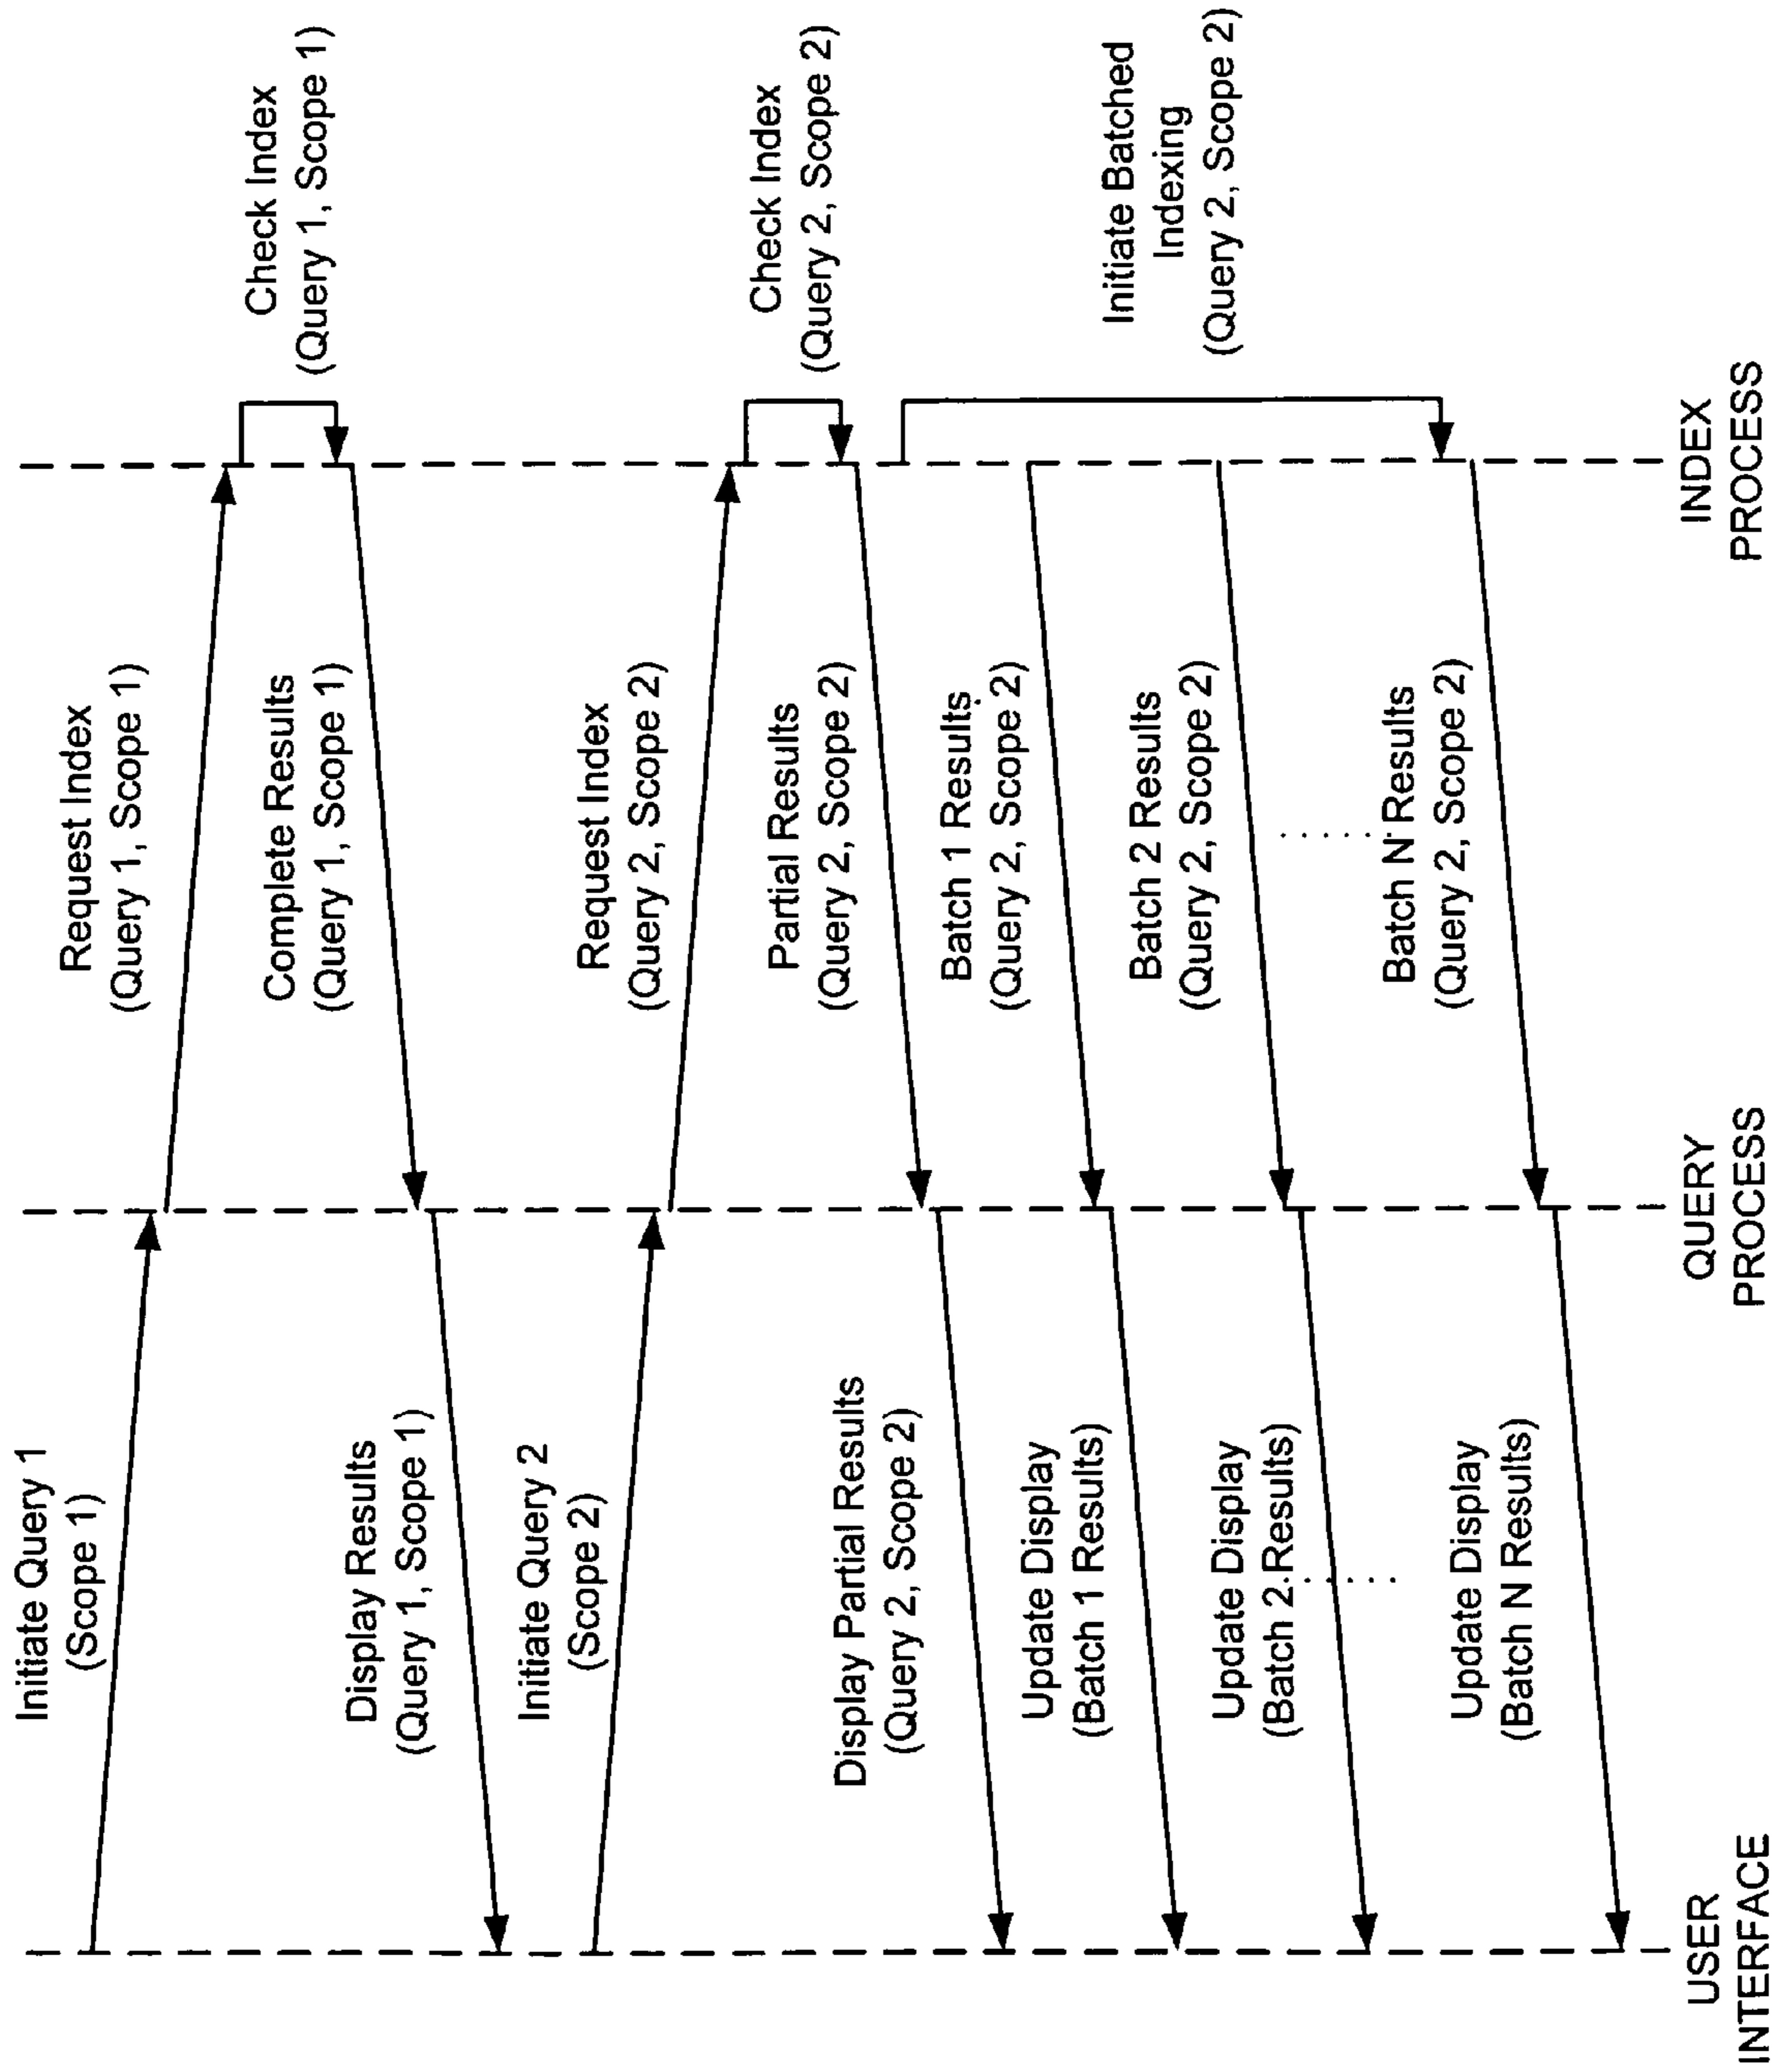 Initiate Query 1
(Scope 1)
Request Index
(Query 1, Scope 1)
Check Index
(Query 1, Scope 1)
Complete Results
(Query 1, Scope 1)
Display Results
(Query 1, Scope 1)
Initiate Query 2
(Scope 2)
Request Index
(Query 2, Scope 2)
Check Index
(Query 2, Scope 2)
Partial Results
(Query 2, Scope 2)
Display Partial Results
(Query 2, Scope 2)
Initiate Batched
Indexing
(Query 2, Scope 2)
Batch 1 Results
(Query 2, Scope 2)
Update Display
(Batch 1 Results)
Batch 2 Results
(Query 2, Scope 2)
Update Display
(Batch 2 Results)
Batch N Results
(Query 2, Scope 2)
Update Display
(Batch N Results)
USER
INTERFACE
QUERY
PROCESS
INDEX
PROCESS